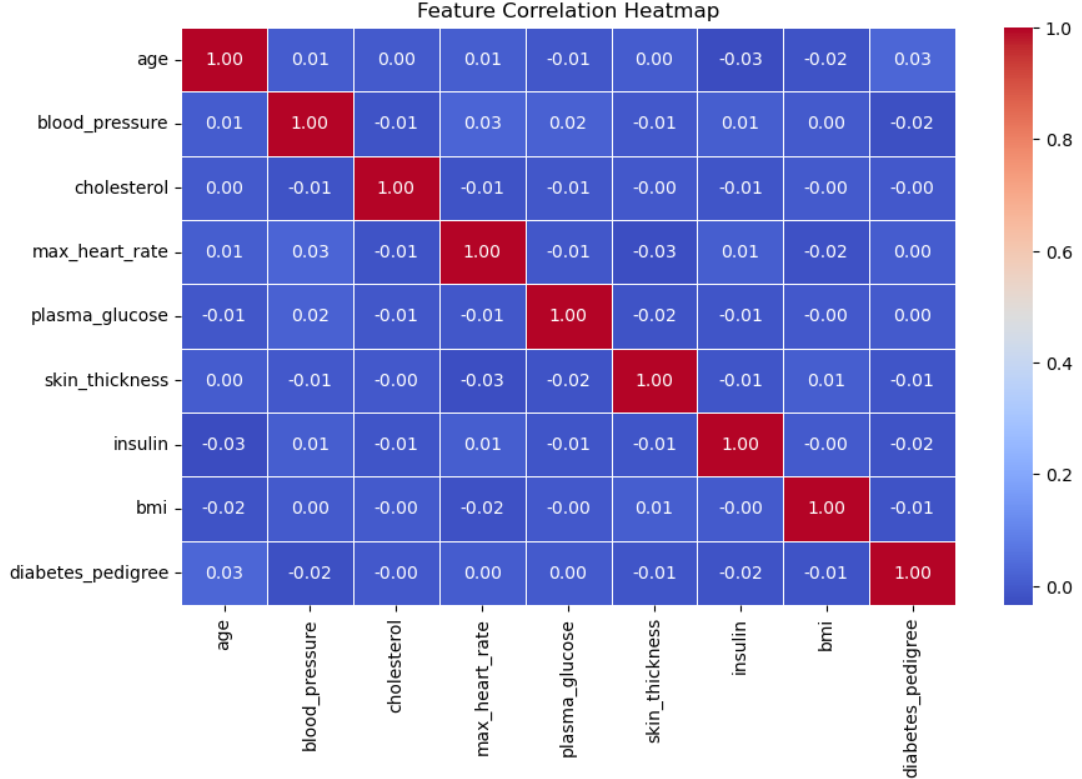 Feature Correlation Heatmap
age 1.00 0.01 0.00 0.01 -0.01 0.00 -0.03 -0.02 0.03
blood_pressure 0.01 1.00 -0.01 0.03 0.02 -0.01 0.01 0.00 -0.02
cholesterol 0.00 -0.01 1.00 -0.01 -0.01 -0.00 -0.01 -0.00 -0.00
max_heart_rate 0.01 0.03 -0.01 1.00 -0.01 -0.03 0.01 -0.02 0.00
plasma_glucose -0.01 0.02 -0.01 -0.01 1.00 -0.02 -0.01 -0.00 0.00
skin_thickness 0.00 -0.01 -0.00 -0.03 -0.02 1.00 -0.01 0.01 -0.01
insulin -0.03 0.01 -0.01 0.01 -0.01 -0.01 1.00 -0.00 -0.02
bmi -0.02 0.00 -0.00 -0.02 -0.00 0.01 -0.00 1.00 -0.01
diabetes_pedigree 0.03 -0.02 -0.00 0.00 0.00 -0.01 -0.02 -0.01 1.00
age
blood_pressure
cholesterol
max_heart_rate
plasma_glucose
skin_thickness
insulin
bmi
diabetes_pedigree
1.0
0.8
0.6
0.4
0.2
0.0